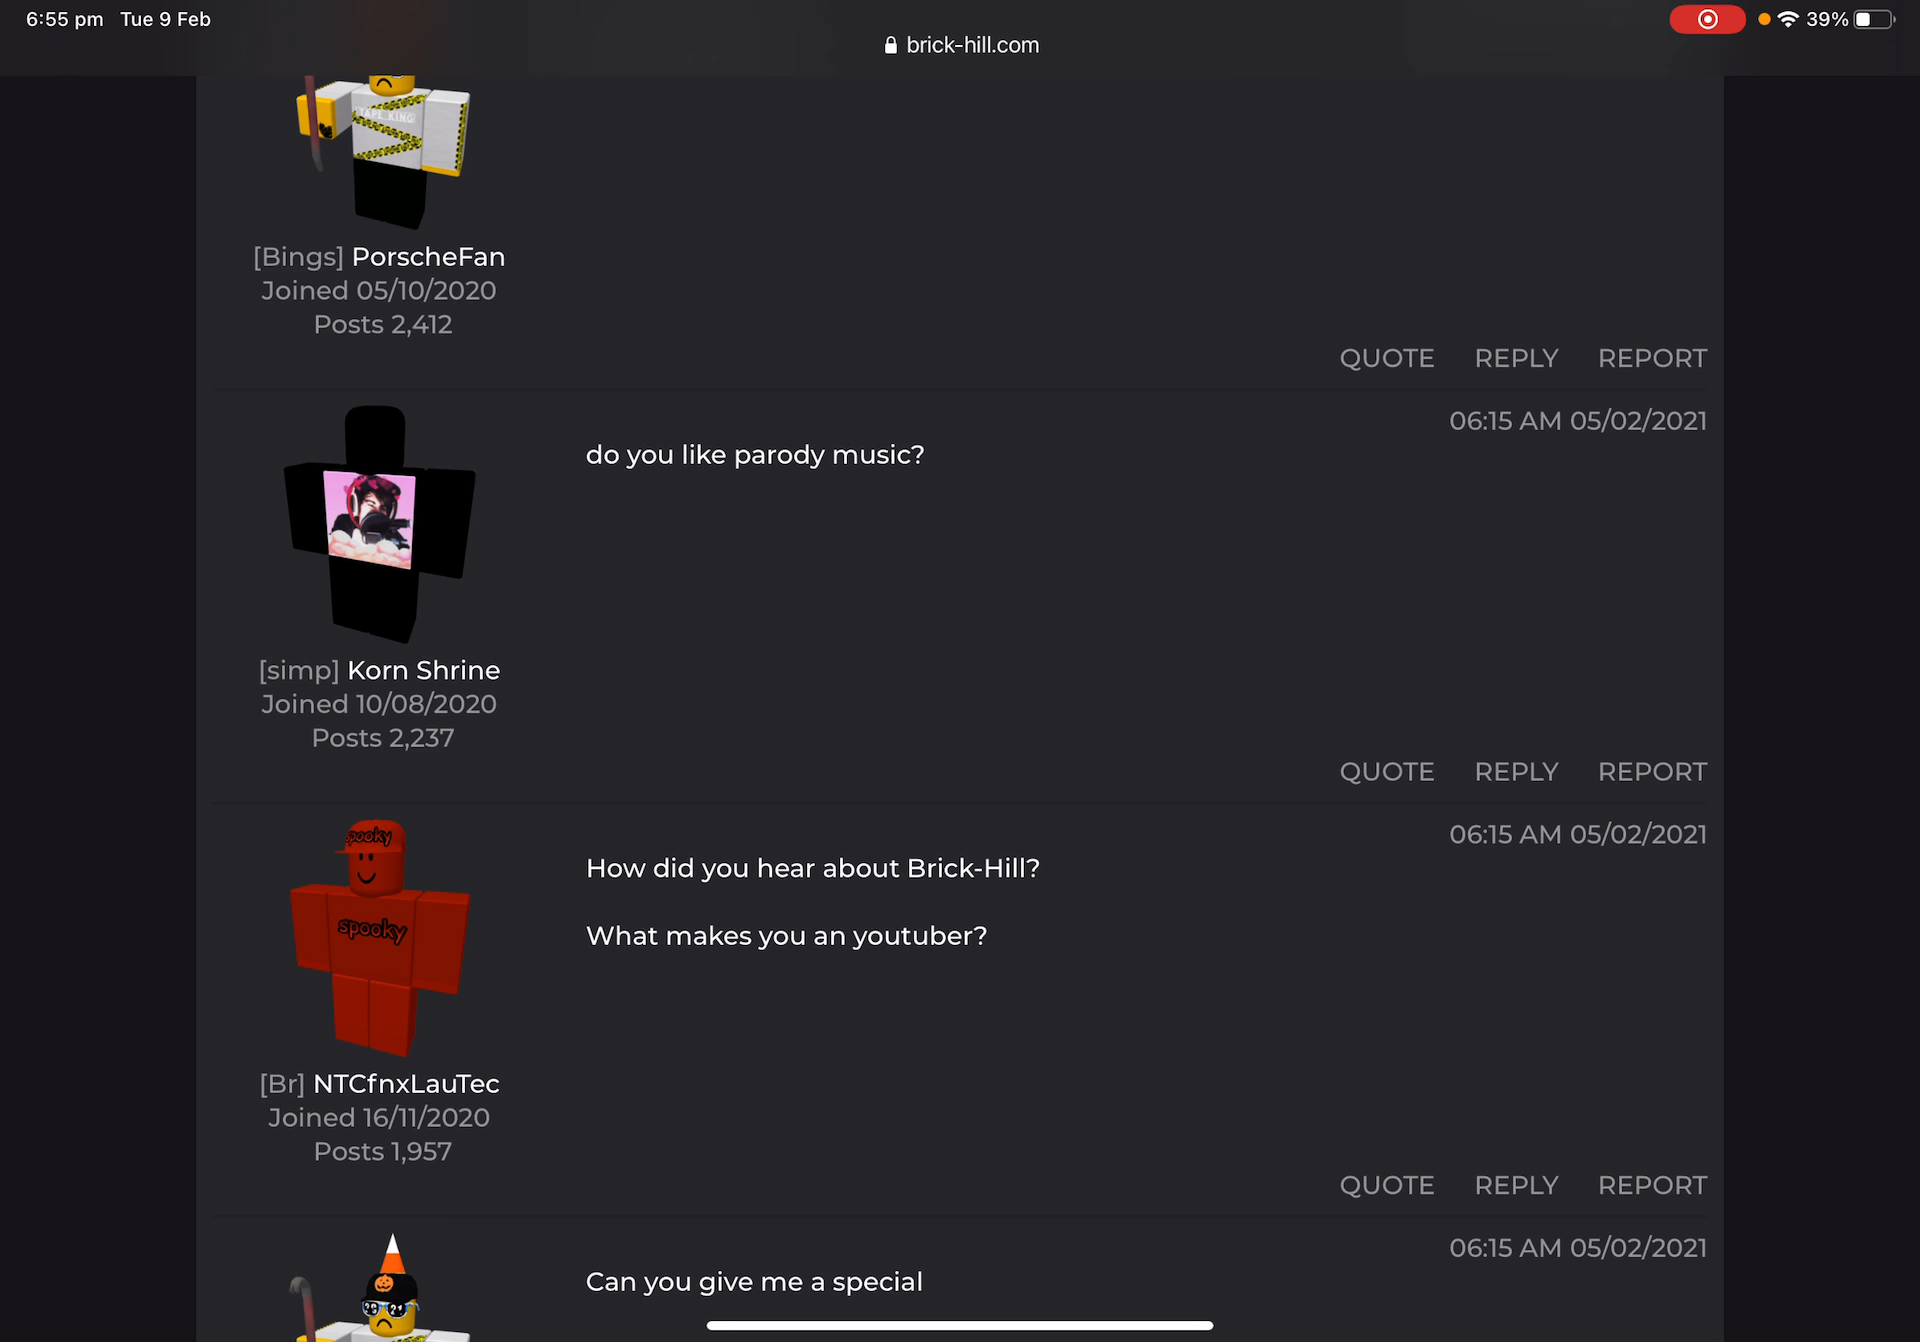 6:55 pm Tue 9 Feb
39%
brick-hill.com
TAPE KING
[Bings] PorscheFan
Joined 05/10/2020
Posts 2,412
QUOTE REPLY REPORT
06:15 AM 05/02/2021
do you like parody music?
[simp] Korn Shrine
Joined 10/08/2020
Posts 2,237
QUOTE REPLY REPORT
06:15 AM 05/02/2021
spooky
How did you hear about Brick-Hill?
spooky
What makes you an youtuber?
[Br] NTCfnxLauTec
Joined 16/11/2020
Posts 1,957
QUOTE REPLY REPORT
06:15 AM 05/02/2021
Can you give me a special